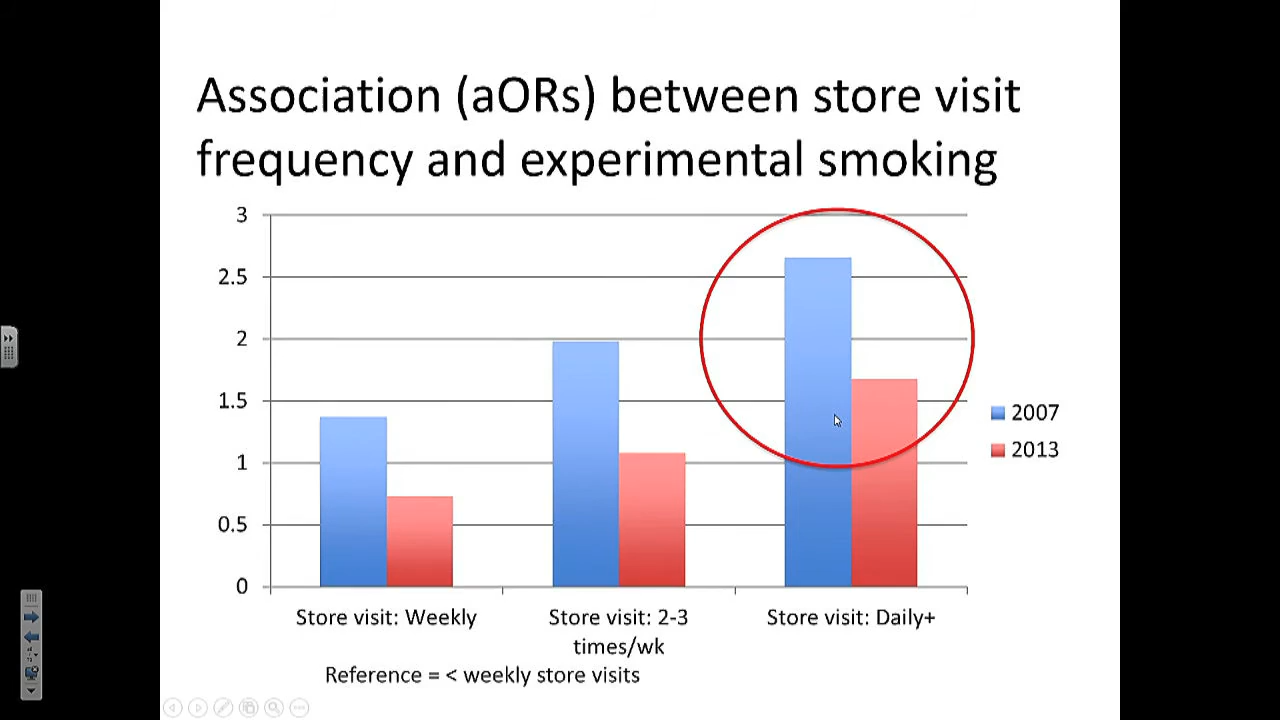 Association (aORs) between store visit
frequency and experimental smoking
3
2.5
2
1.5
1
0.5
0
2007
2013
Store visit: Weekly
Store visit: 2-3
times/wk
Store visit: Daily+
Reference = < weekly store visits